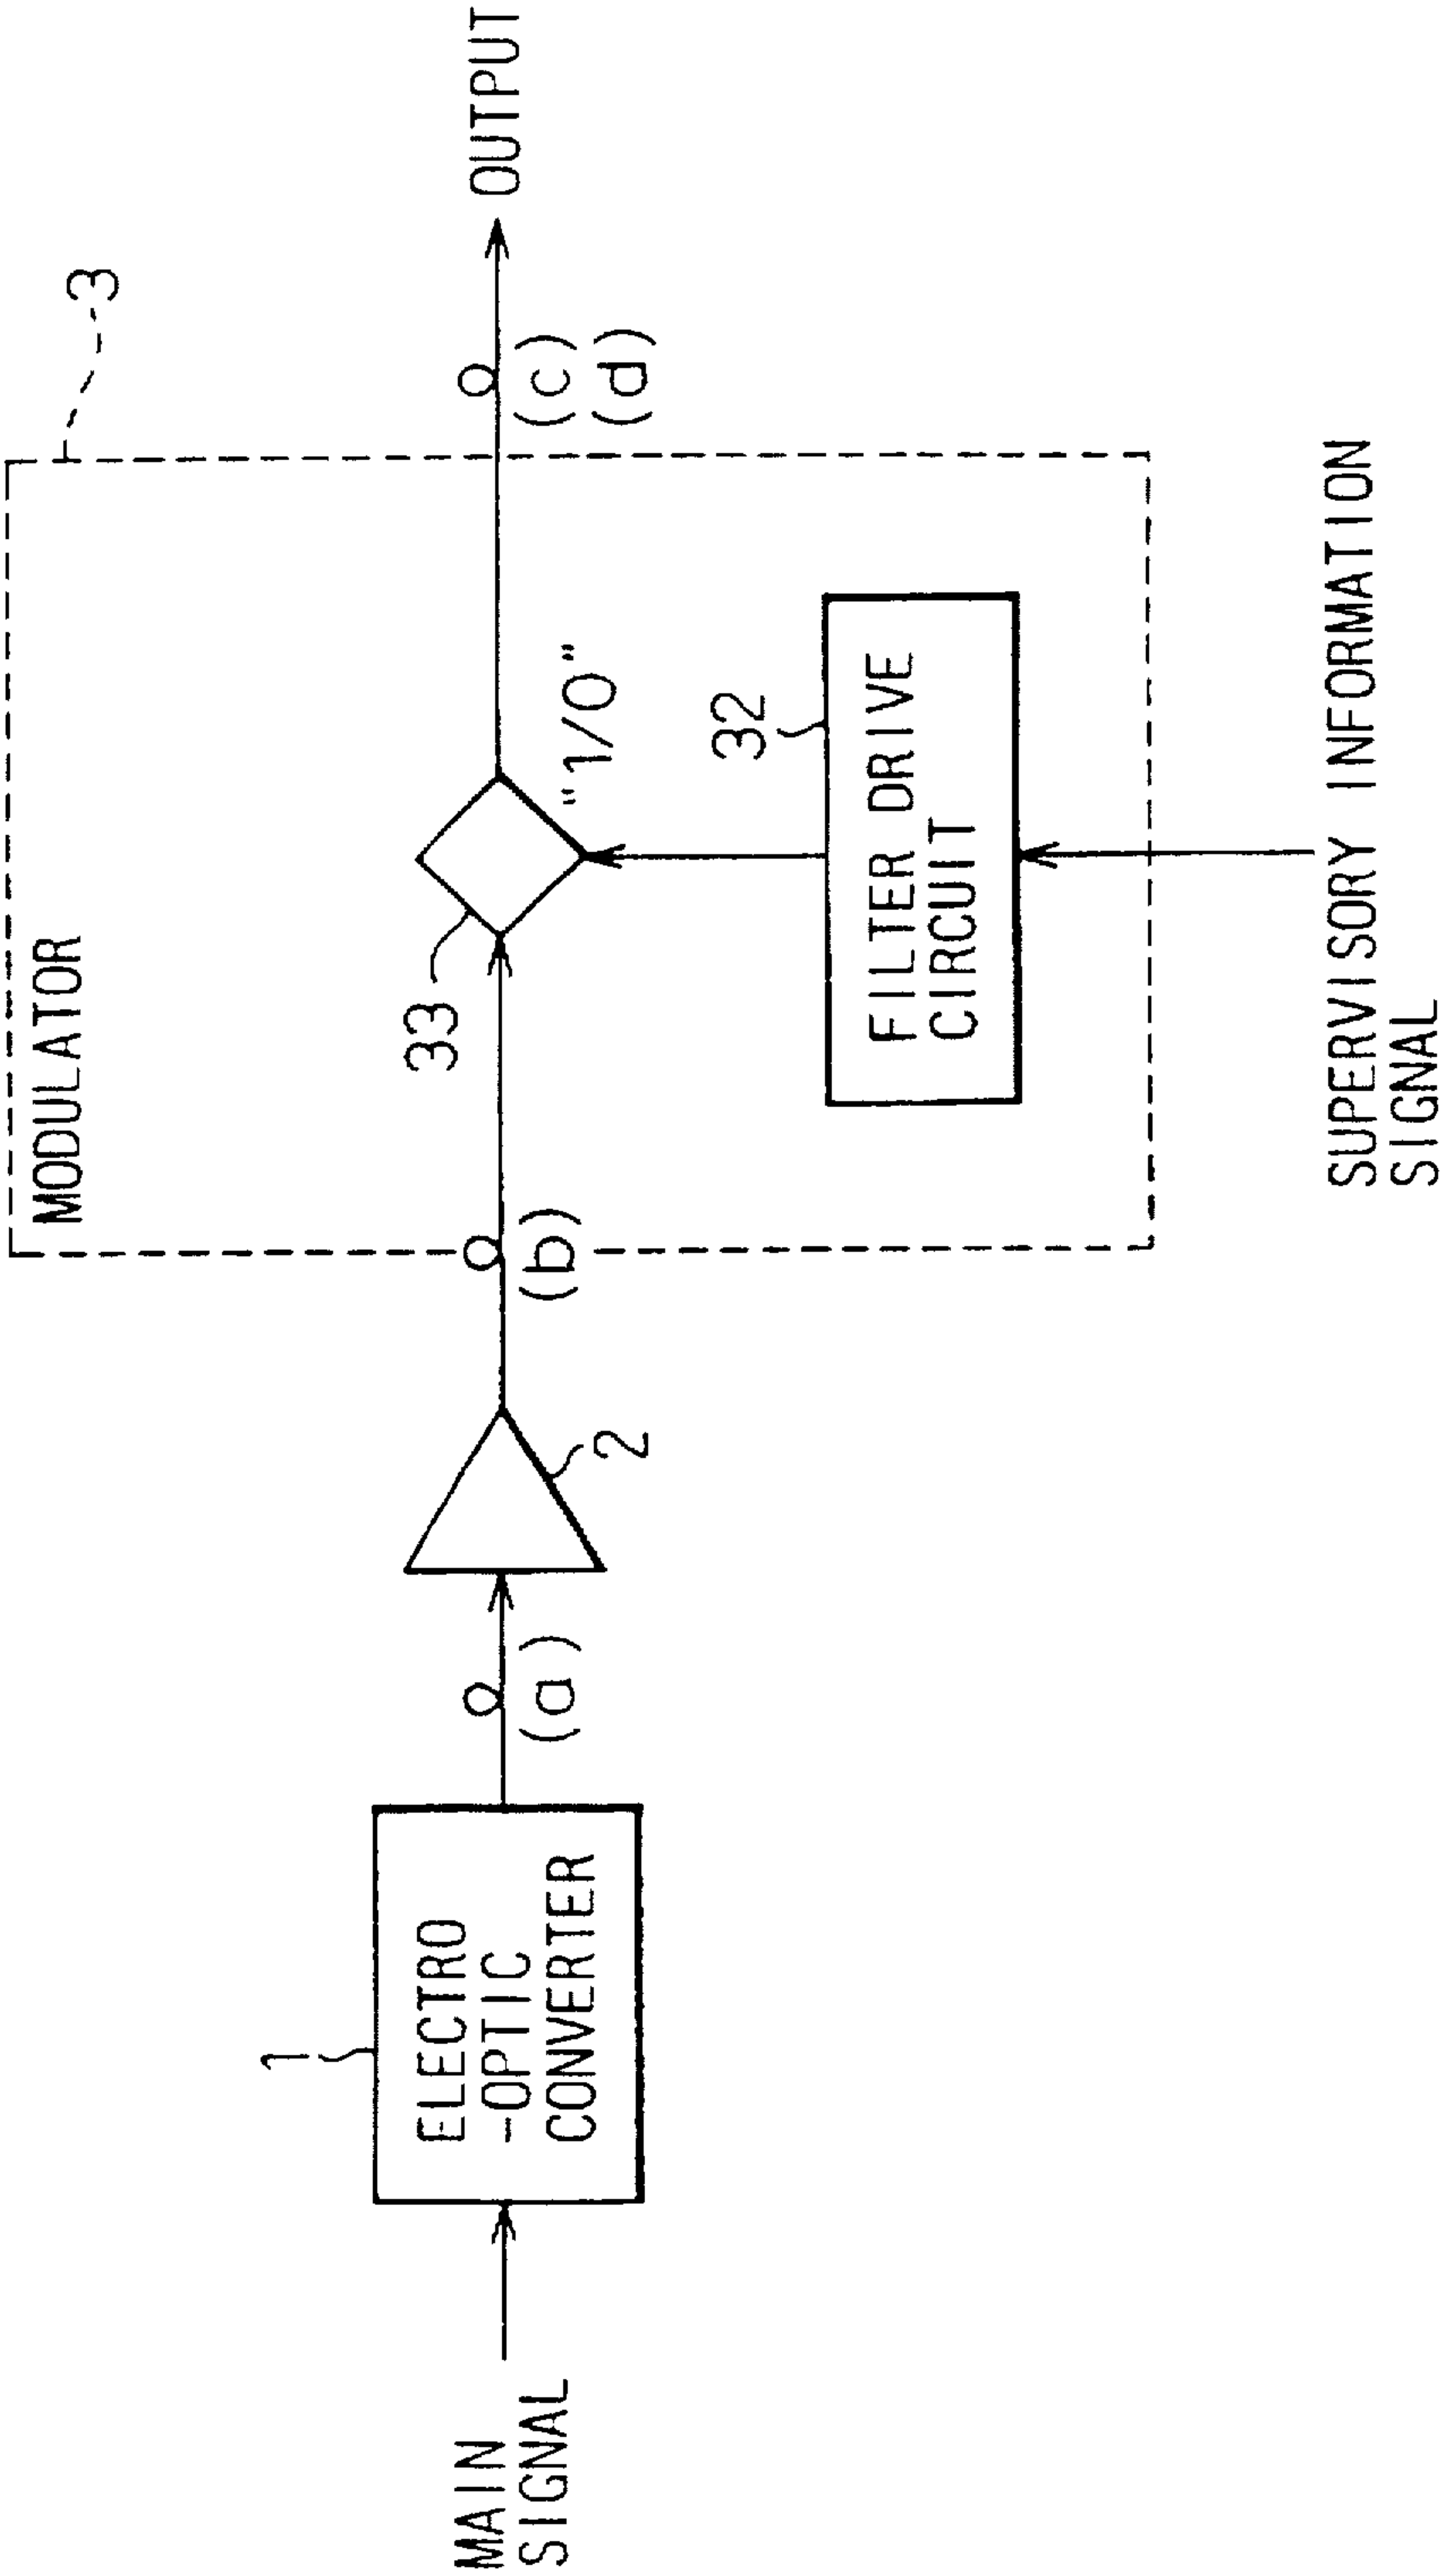 MODULATOR
3
33
"1/0"
32
FILTER DRIVE
CIRCUIT
1
ELECTRO
-OPTIC
CONVERTER
MAIN
SIGNAL
(a)
2
(b)
(c)
(d)
OUTPUT
SUPERVISORY INFORMATION
SIGNAL